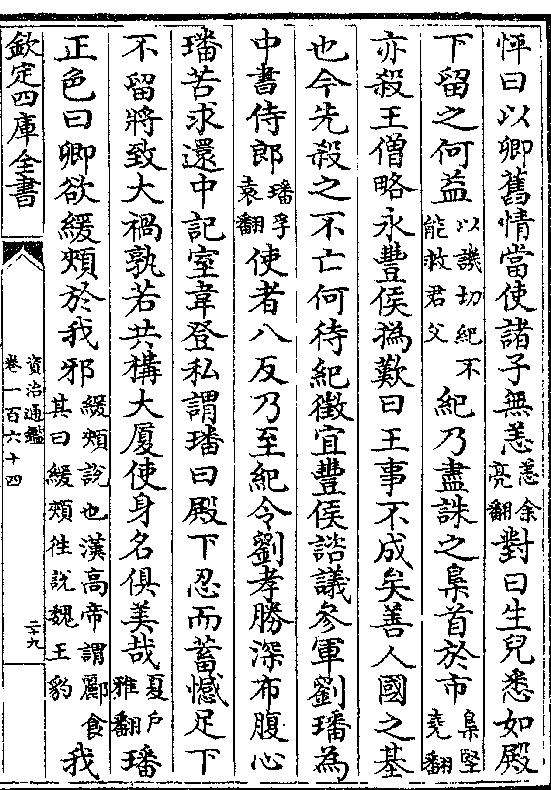 怦曰以卿舊情當使諸子無恙恙余亮翻對曰生兒悉如殿
下留之何益以譏切紀不能救君父紀乃盡誅之梟首於市梟堅堯翻
亦殺王僧略永豐侯撝歎曰王事不成矣善人國之基
也今先殺之不亡何待紀徵宜豐侯諮議參軍劉璠為
中書侍郎璠孚袁翻使者八反乃至紀令劉孝勝深布腹心
璠苦求還中記室韋登私謂璠曰殿下忍而蓄憾足下
不留將致大禍孰若共構大厦使身名俱美哉夏戶雅翻璠
正色曰卿欲緩頰於我邪緩頰說也漢高帝謂酈食其曰緩頰徃說魏王豹我
欽定四庫全書
資治通鑑
卷一百六十四
二十九